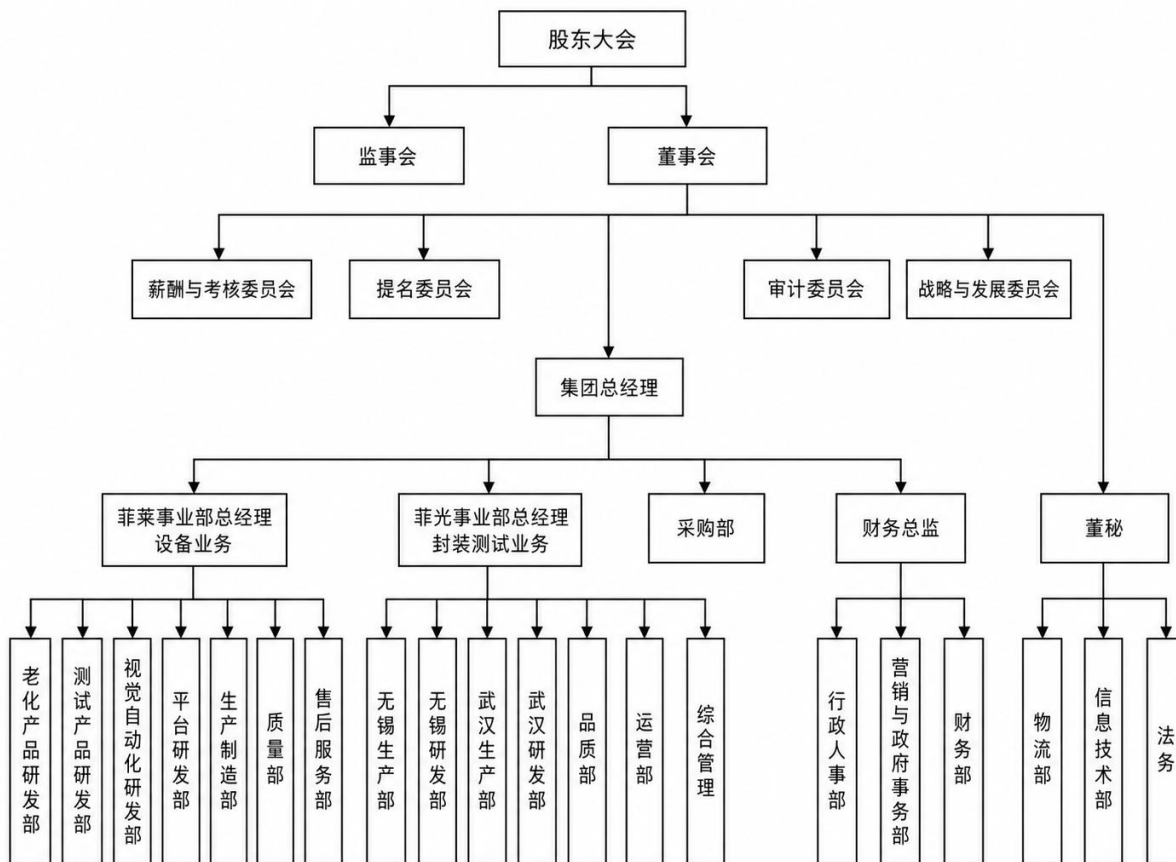 股东大会
监事会
董事会
薪酬与考核委员会
提名委员会
审计委员会
战略与发展委员会
集团总经理
菲莱事业部总经理
设备业务
菲光事业部总经理
封装测试业务
采购部
财务总监
董秘
老化产品研发部
测试产品研发部
视觉自动化研发部
平台研发部
生产制造部
质量部
售后服务部
无锡生产部
无锡研发部
武汉生产部
武汉研发部
品质部
运营部
综合管理
行政人事部
营销与政府事务部
财务部
物流部
信息技术部
法务